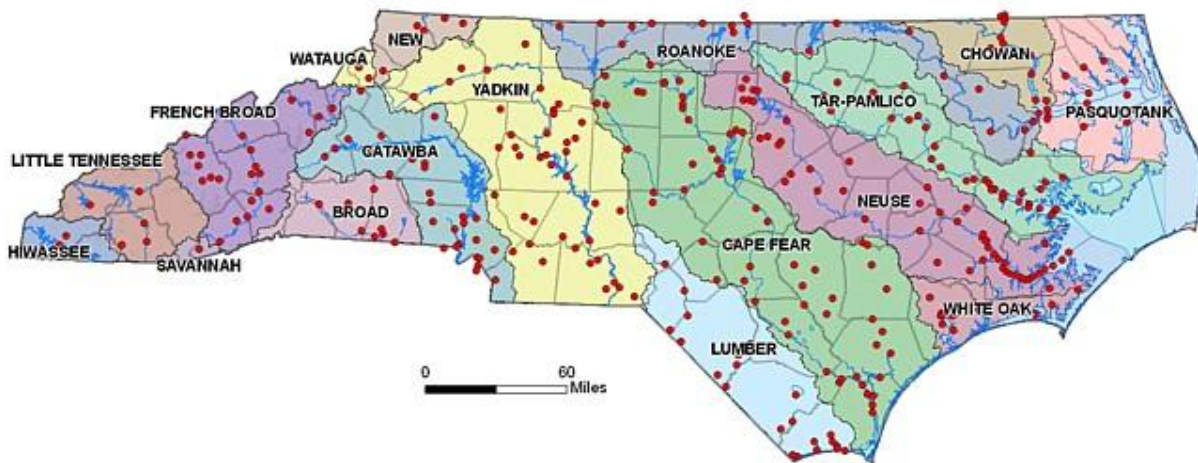 NEW
WATAUGA
ROANOKE
CHOWAN
YADKIN
FRENCH BROAD
TAR-PAMLICO
PASQUOTANK
LITTLE TENNESSEE
CATAWBA
BROAD
NEUSE
HIWASSEE
SAVANNAH
CAPE FEAR
WHITE OAK
LUMBER
0 60
Miles